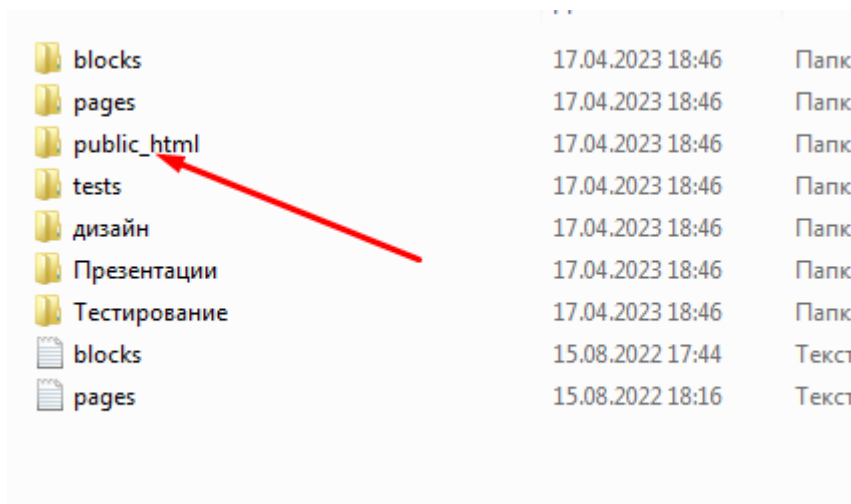 blocks 17.04.2023 18:46 Папк
pages 17.04.2023 18:46 Папк
public_html 17.04.2023 18:46 Папк
tests 17.04.2023 18:46 Папк
дизайн 17.04.2023 18:46 Папк
Презентации 17.04.2023 18:46 Папк
Тестирование 17.04.2023 18:46 Папк
blocks 15.08.2022 17:44 Текст
pages 15.08.2022 18:16 Текст